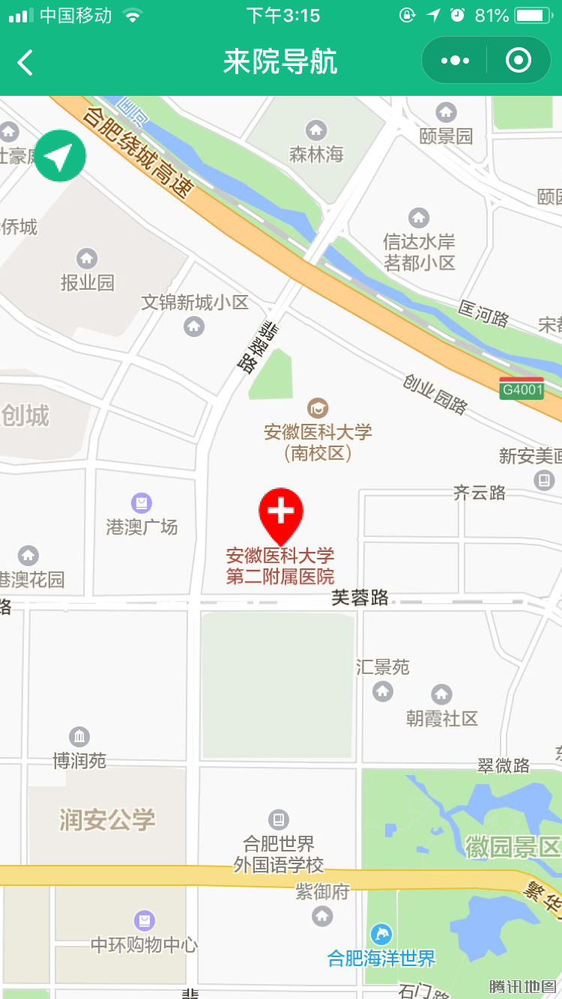 中国移动
下午3:15
81%
来院导航
匡河
合肥绕城高速
森林海
颐景园
仕豪庭
颐园
侨城
信达水岸
茗都小区
报业园
文锦新城小区
匡河路
宋都
翡翠路
创业园路
G4001
创城
安徽医科大学
(南校区)
新安美画
齐云路
港澳广场
安徽医科大学
第二附属医院
港澳花园
芙蓉路
路
汇景苑
朝霞社区
博润苑
翠微路
润安公学
合肥世界
外国语学校
徽园景区
紫御府
繁华
中环购物中心
合肥海洋世界
石门路
腾讯地图